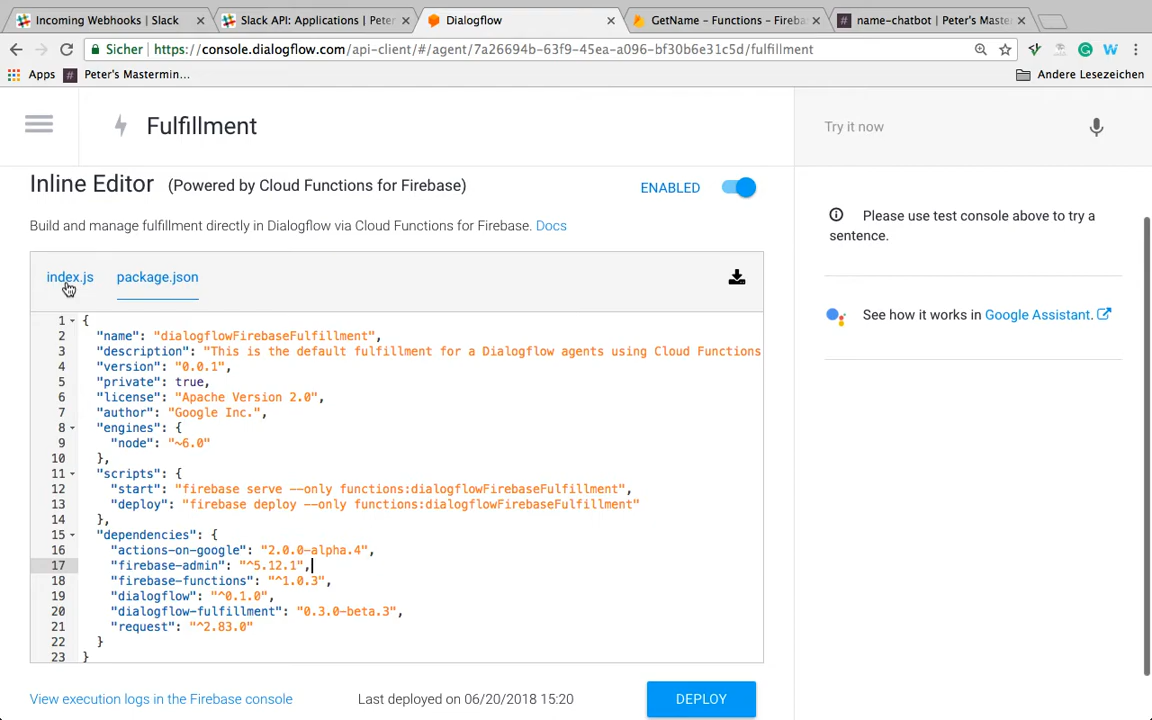 Incoming Webhooks | Slack
Slack API: Applications | Peter
Dialogflow
GetName – Functions – Fireba
name-chatbot | Peter's Maste
Sicher | https://console.dialogflow.com/api-client/#/agent/7a26694b-63f9-45ea-a096-bf30b6e31c5d/fulfillment
Apps Peter's Mastermin... Andere Lesezeichen
Fulfillment
Try it now
Inline Editor (Powered by Cloud Functions for Firebase) ENABLED
Build and manage fulfillment directly in Dialogflow via Cloud Functions for Firebase. Docs
Please use test console above to try a
sentence.
See how it works in Google Assistant.
index.js package.json
1 {
2 "name": "dialogflowFirebaseFulfillment",
3 "description": "This is the default fulfillment for a Dialogflow agents using Cloud Functions
4 "version": "0.0.1",
5 "private": true,
6 "license": "Apache Version 2.0",
7 "author": "Google Inc.",
8 "engines": {
9 "node": "~6.0"
10 },
11 "scripts": {
12 "start": "firebase serve --only functions:dialogflowFirebaseFulfillment",
13 "deploy": "firebase deploy --only functions:dialogflowFirebaseFulfillment"
14 },
15 "dependencies": {
16 "actions-on-google": "2.0.0-alpha.4",
17 "firebase-admin": "^5.12.1",
18 "firebase-functions": "^1.0.3",
19 "dialogflow": "^0.1.0",
20 "dialogflow-fulfillment": "0.3.0-beta.3",
21 "request": "^2.83.0"
22 }
23 }
View execution logs in the Firebase console Last deployed on 06/20/2018 15:20 DEPLOY